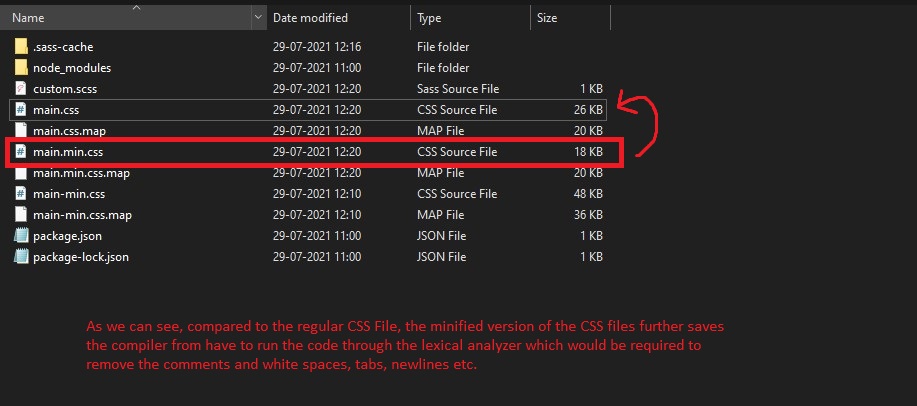 Name Date modified Type Size
.sass-cache 29-07-2021 12:16 File folder
node_modules 29-07-2021 11:00 File folder
custom.scss 29-07-2021 12:20 Sass Source File 1 KB
main.css 29-07-2021 12:20 CSS Source File 26 KB
main.css.map 29-07-2021 12:20 MAP File 20 KB
main.min.css 29-07-2021 12:20 CSS Source File 18 KB
main.min.css.map 29-07-2021 12:20 MAP File 20 KB
main-min.css 29-07-2021 12:10 CSS Source File 48 KB
main-min.css.map 29-07-2021 12:10 MAP File 36 KB
package.json 29-07-2021 11:00 JSON File 1 KB
package-lock.json 29-07-2021 11:00 JSON File 1 KB
As we can see, compared to the regular CSS File, the minified version of the CSS files further saves
the compiler from have to run the code through the lexical analyzer which would be required to
remove the comments and white spaces, tabs, newlines etc.